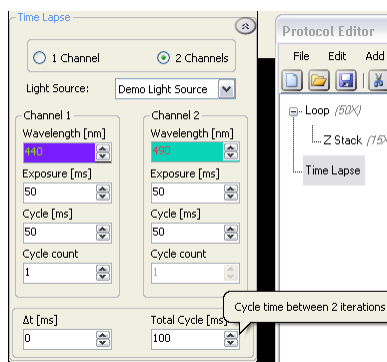 Time Lapse
1 Channel
2 Channels
Light Source:
Demo Light Source
Channel 1
Wavelength [nm]
440
Exposure [ms]
50
Cycle [ms]
50
Cycle count
1
Channel 2
Wavelength [nm]
490
Exposure [ms]
50
Cycle [ms]
50
Cycle count
1
Δt [ms]
0
Total Cycle [ms]
100
Cycle time between 2 iterations
Protocol Editor
File Edit Add
Loop (50X)
Z Stack (15X
Time Lapse